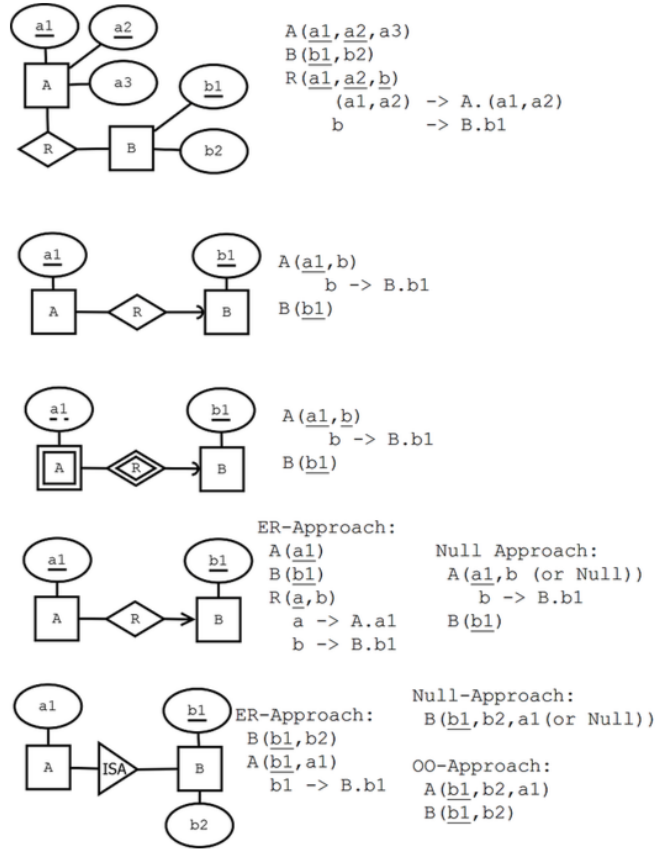 a1
a2
A
a3
b1
R
B
b2
A(a1,a2,a3)
B(b1,b2)
R(a1,a2,b)
(a1,a2) -> A.(a1,a2)
b -> B.b1
a1
b1
A
R
B
A(a1,b)
b -> B.b1
B(b1)
a1
b1
A
R
B
A(a1,b)
b -> B.b1
B(b1)
a1
b1
A
R
B
ER-Approach:
A(a1)
B(b1)
R(a,b)
a -> A.a1
b -> B.b1
Null Approach:
A(a1,b (or Null))
b -> B.b1
B(b1)
a1
b1
A
ISA
B
b2
ER-Approach:
B(b1,b2)
A(b1,a1)
b1 -> B.b1
Null-Approach:
B(b1,b2,a1(or Null))
OO-Approach:
A(b1,b2,a1)
B(b1,b2)